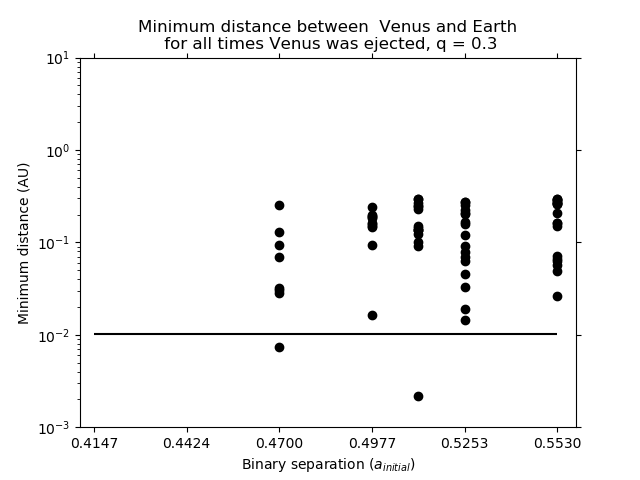 Minimum distance between  Venus and Earth
for all times Venus was ejected, q = 0.3
Minimum distance (AU)
10¹
10⁰
10⁻¹
10⁻²
10⁻³
0.4147 0.4424 0.4700 0.4977 0.5253 0.5530
Binary separation (a_initial)